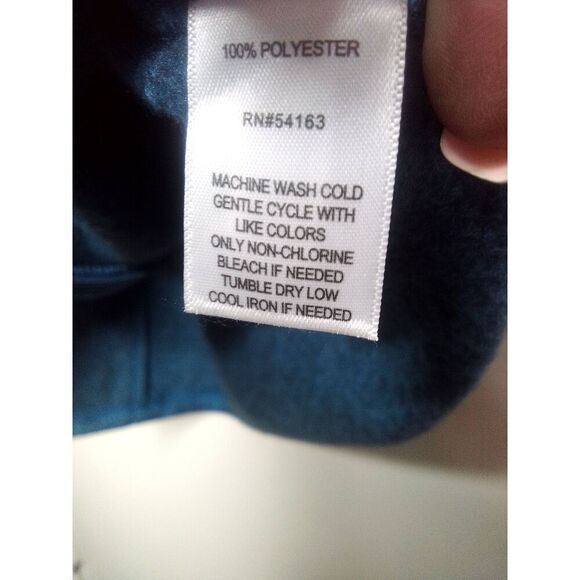 100% POLYESTER
RN#54163
MACHINE WASH COLD
GENTLE CYCLE WITH
LIKE COLORS
ONLY NON-CHLORINE
BLEACH IF NEEDED
TUMBLE DRY LOW
COOL IRON IF NEEDED